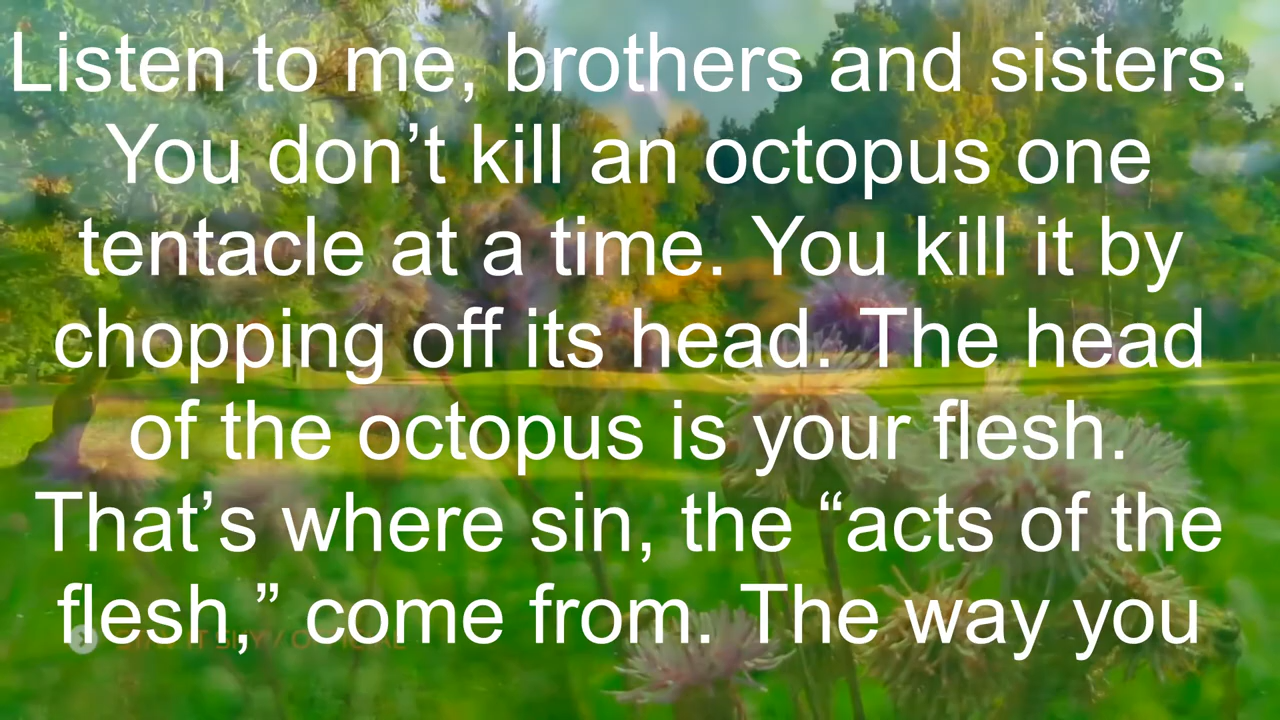 Listen to me, brothers and sisters.
You don’t kill an octopus one
tentacle at a time. You kill it by
chopping off its head. The head
of the octopus is your flesh.
That’s where sin, the “acts of the
flesh,” come from. The way you